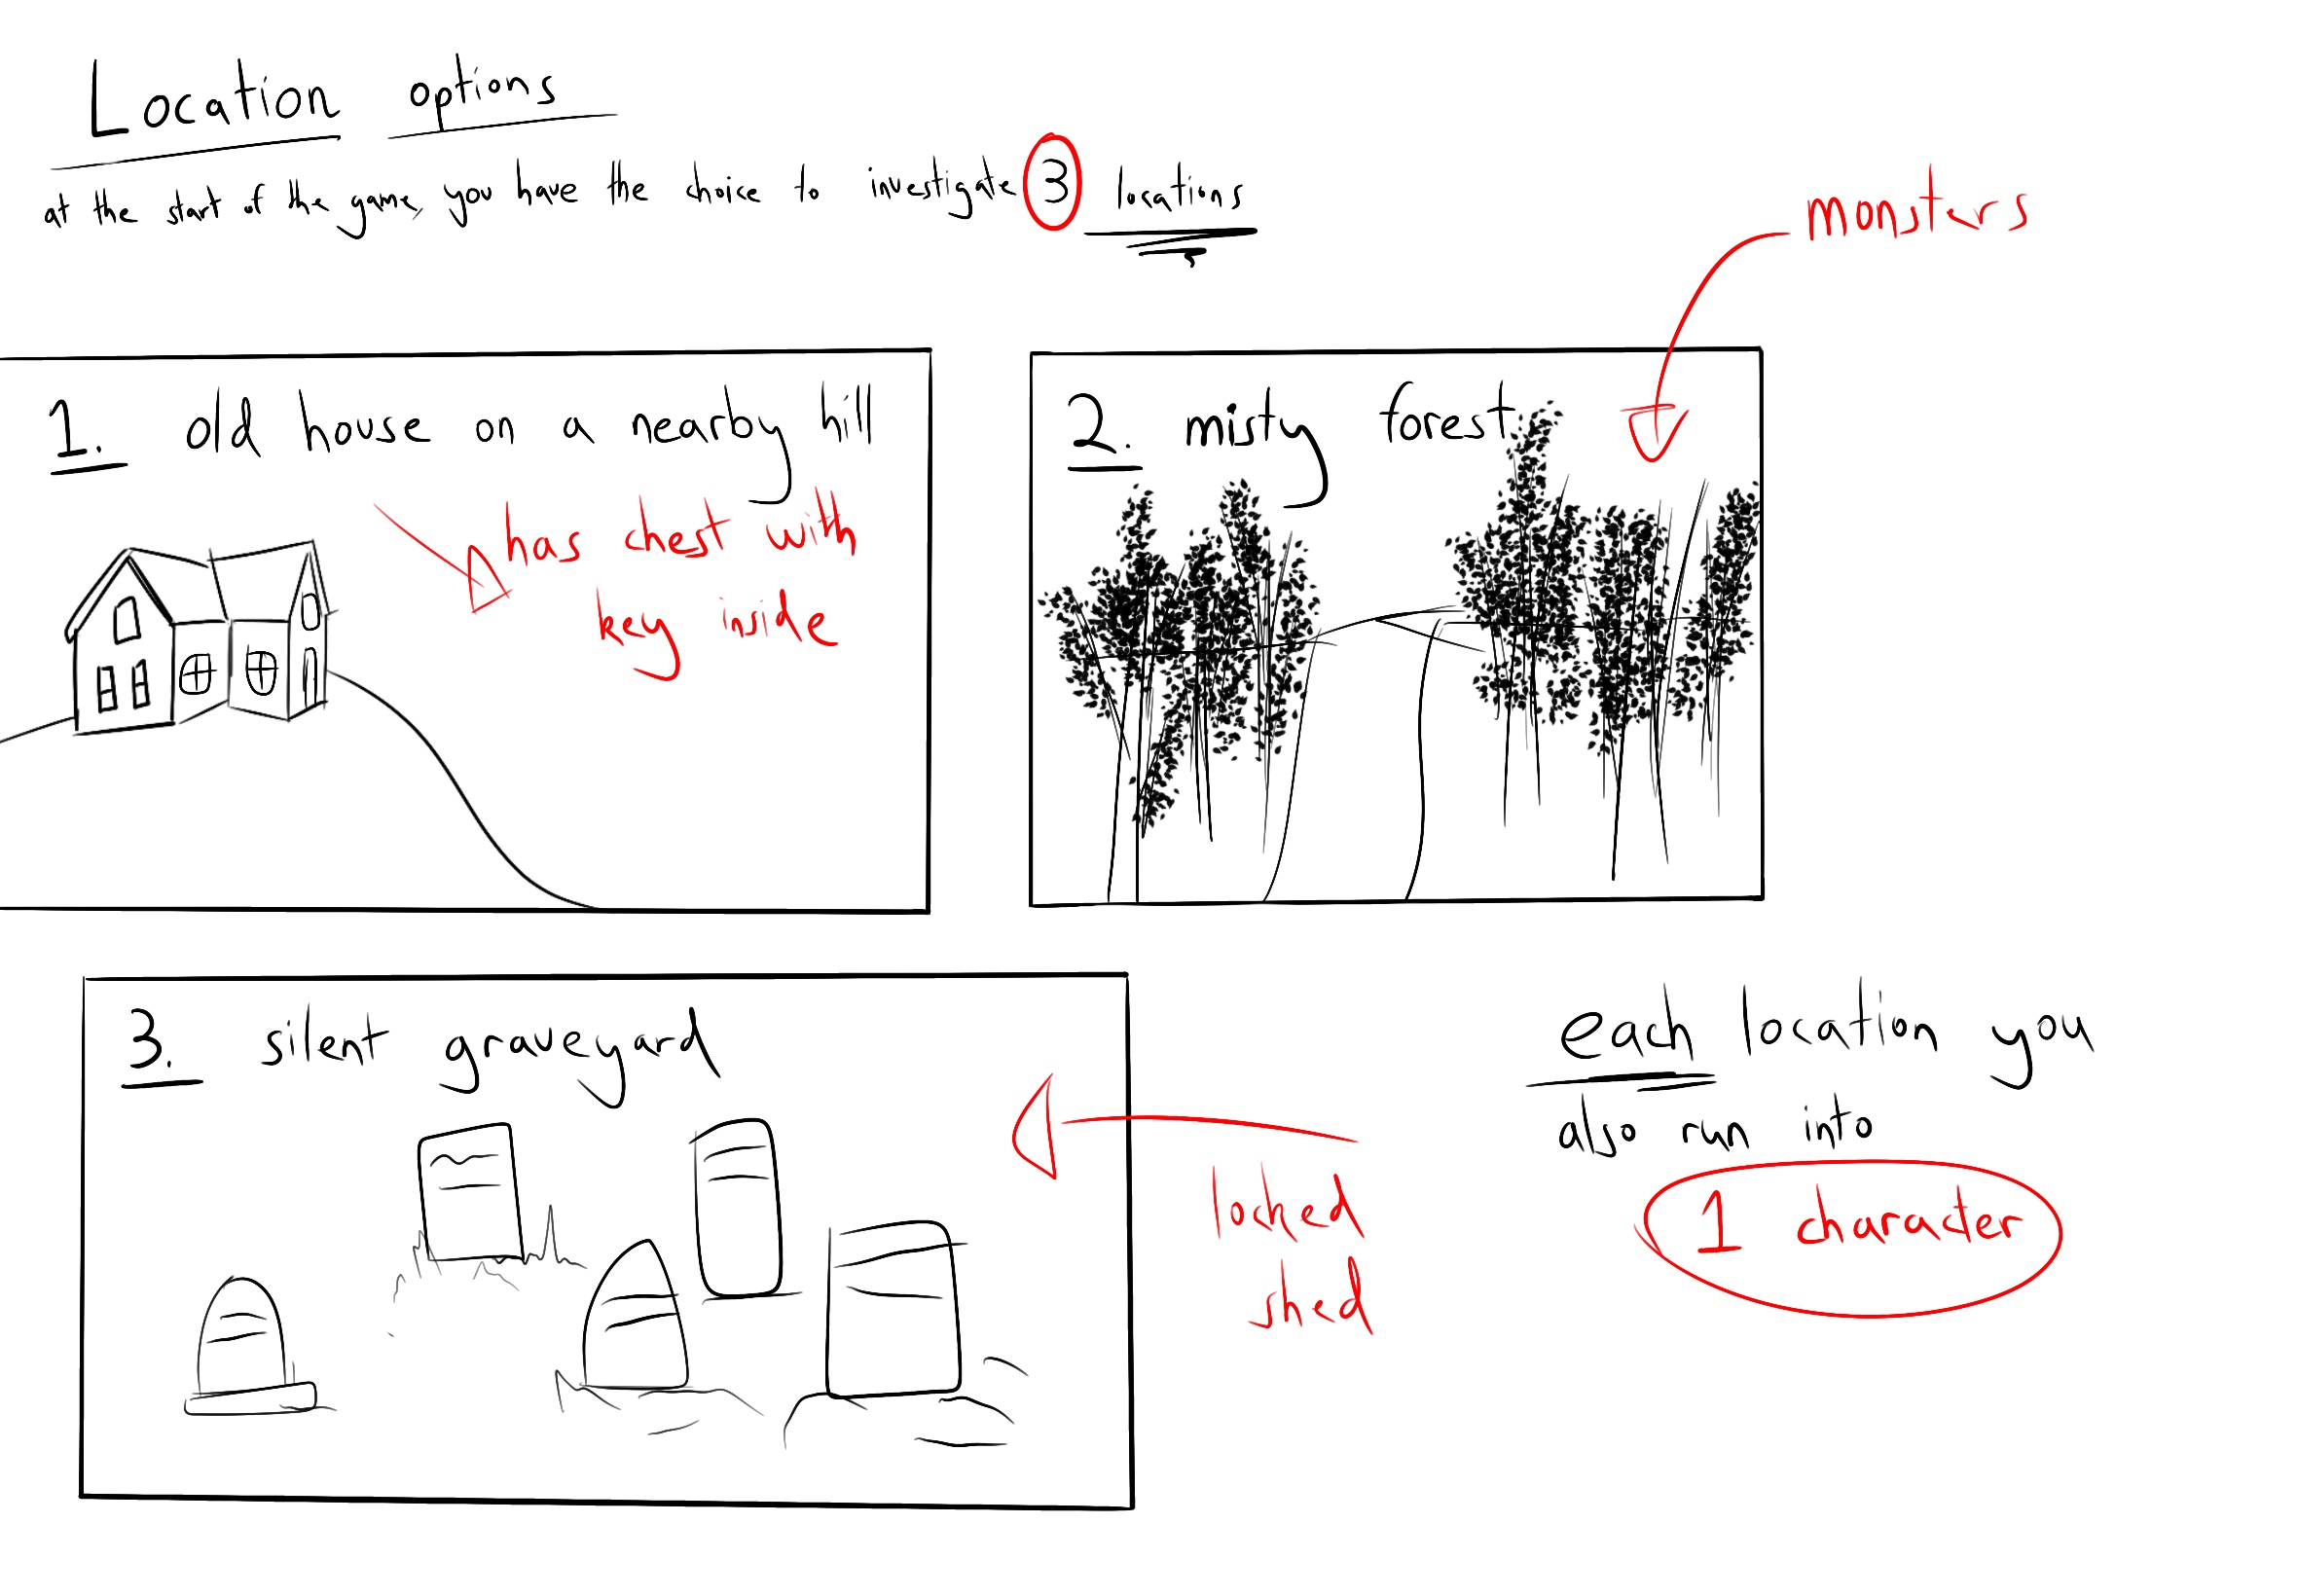 Location options
at the start of the game, you have the choice to investigate 3 locations
monsters
1. old house on a nearby hill
has chest with
key inside
2. misty forest
3. silent graveyard
locked
shed
each location you
also run into
1 character